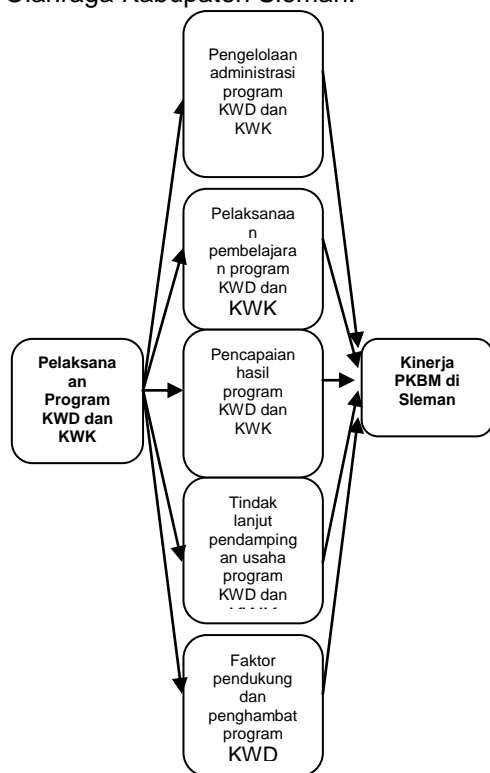 Olahraga Kabupaten Sleman.
Pengelolaan
administrasi
program
KWD dan
KWK
Pelaksanaa
n
pembelajara
n program
KWD dan
KWK
Pelaksana
an
Program
KWD dan
KWK
Pencapaian
hasil
program
KWD dan
KWK
Kinerja
PKBM di
Sleman
Tindak
lanjut
pendamping
an usaha
program
KWD dan
Faktor
pendukung
dan
penghambat
program
KWD